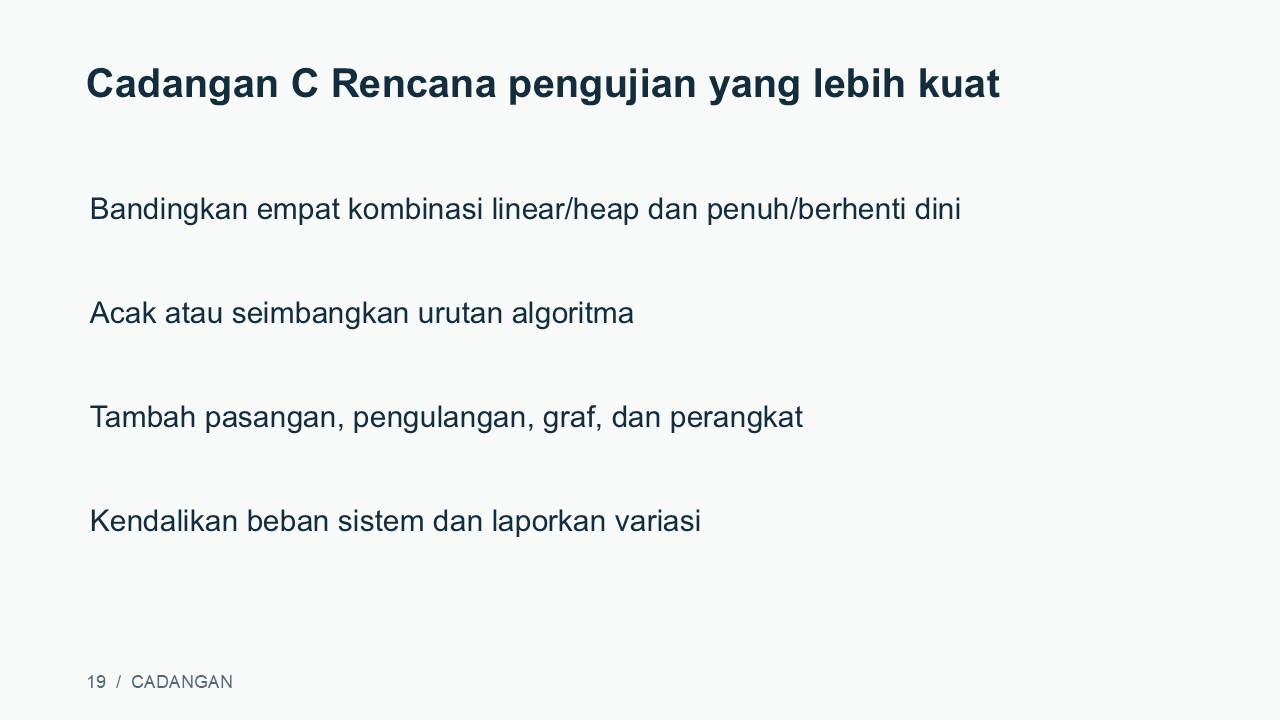 Cadangan C Rencana pengujian yang lebih kuat
Bandingkan empat kombinasi linear/heap dan penuh/berhenti dini
Acak atau seimbangkan urutan algoritma
Tambah pasangan, pengulangan, graf, dan perangkat
Kendalikan beban sistem dan laporkan variasi
19 / CADANGAN